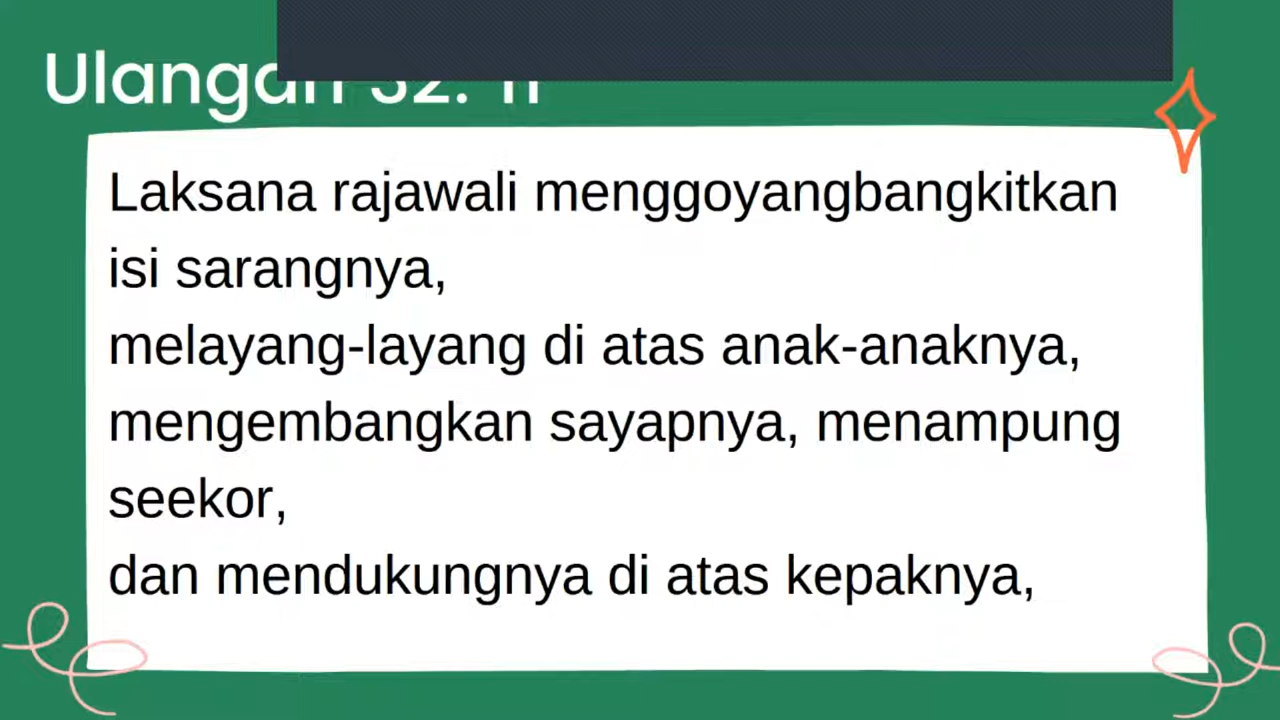 Ulangan 32: 11
Laksana rajawali menggoyangbangkitkan
isi sarangnya,
melayang-layang di atas anak-anaknya,
mengembangkan sayapnya, menampung
seekor,
dan mendukungnya di atas kepaknya,